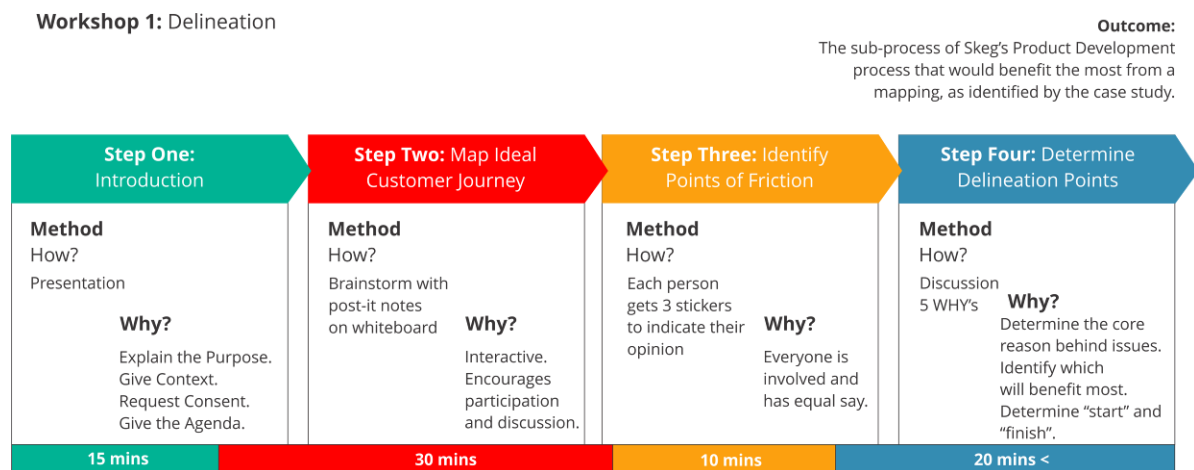 Workshop 1: Delineation
Outcome:
The sub-process of Skeg's Product Development
process that would benefit the most from a
mapping, as identified by the case study.
Step One:
Introduction
Method
How?
Presentation
Why?
Explain the Purpose.
Give Context.
Request Consent.
Give the Agenda.
Step Two: Map Ideal
Customer Journey
Method
How?
Brainstorm with
post-it notes
on whiteboard
Why?
Interactive.
Encourages
participation
and discussion.
Step Three: Identify
Points of Friction
Method
How?
Each person
gets 3 stickers
to indicate their
opinion
Why?
Everyone is
involved and
has equal say.
Step Four: Determine
Delineation Points
Method
How?
Discussion
5 WHY's
Why?
Determine the core
reason behind issues.
Identify which
will benefit most.
Determine “start” and
“finish”.
15 mins
30 mins
10 mins
20 mins <